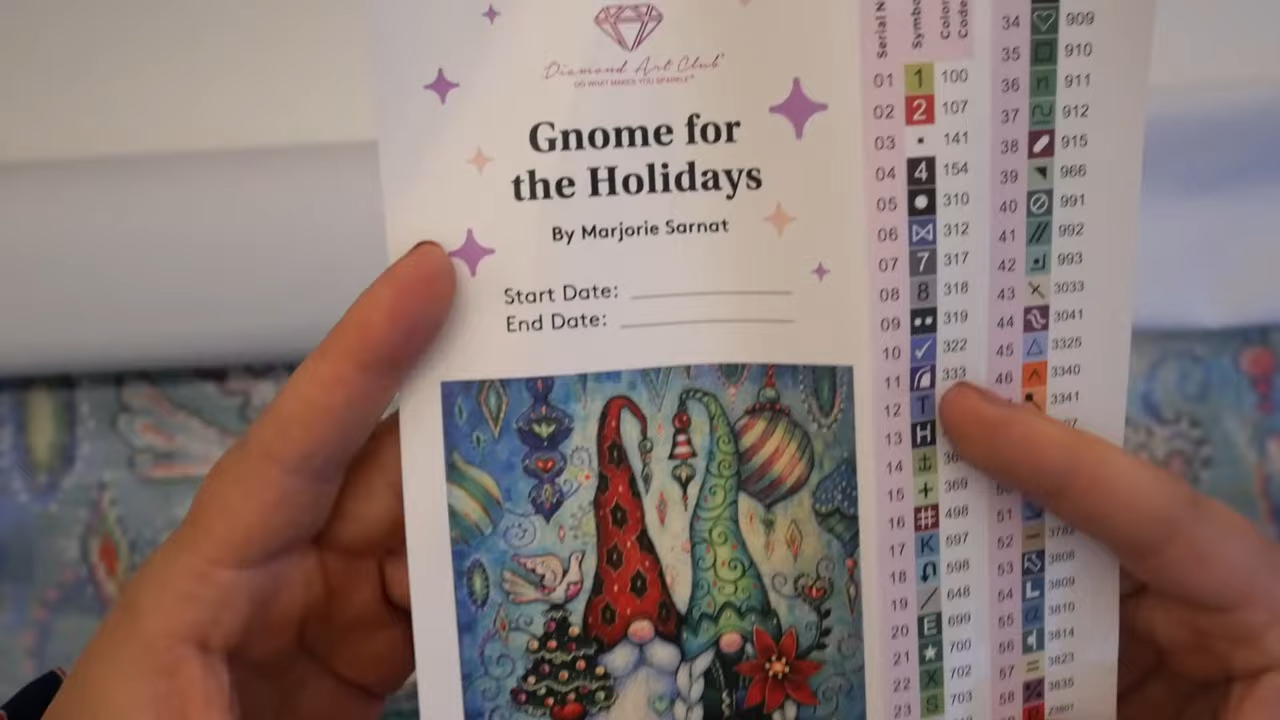 Diamond Art Club
DO WHAT MAKES YOU SPARKLE
Gnome for
the Holidays
By Marjorie Sarnat
Start Date:
End Date:
Serial
01 1 100
02 2 107
03 141
04 4 154
05 310
06 312
07 7 317
08 8 318
09 319
10 322
11 333
12 T
13 H
14
15 + 369
16 # 498
17 K 597
18 598
19 / 648
20 E 699
21 700
22 X 702
23 S 703
34 909
35 910
36 n 911
37 912
38 915
39 966
40 991
41 // 992
42 993
43 3033
44 3041
45 3325
46 3340
3341
51
52 3782
53 3808
54 L 3809
55 3810
56 3814
57 = 3823
58 % 3835
Z3801